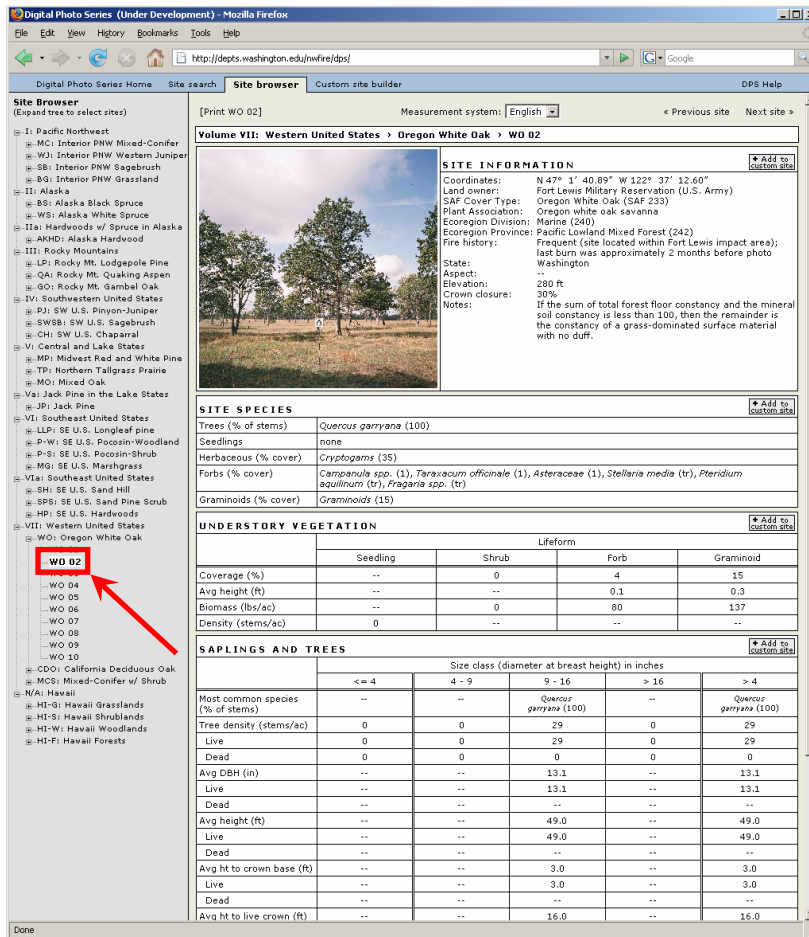 Digital Photo Series (Under Development) - Mozilla Firefox
File Edit View History Bookmarks Tools Help
http://depts.washington.edu/nwfire/dps/
Google
Digital Photo Series Home Site search Site browser Custom site builder DPS Help
Site Browser
(Expand tree to select sites)
I: Pacific Northwest
MC: Interior PNW Mixed-Conifer
WJ: Interior PNW Western Juniper
SB: Interior PNW Sagebrush
BG: Interior PNW Grassland
II: Alaska
BS: Alaska Black Spruce
WS: Alaska White Spruce
IIa: Hardwoods w/ Spruce in Alaska
AKHD: Alaska Hardwood
III: Rocky Mountains
LP: Rocky Mt. Lodgepole Pine
QA: Rocky Mt. Quaking Aspen
GO: Rocky Mt. Gambel Oak
IV: Southwestern United States
PJ: SW U.S. Pinyon-Juniper
SWSB: SW U.S. Sagebrush
CH: SW U.S. Chaparral
V: Central and Lake States
MP: Midwest Red and White Pine
TP: Northern Tallgrass Prairie
MO: Mixed Oak
Va: Jack Pine in the Lake States
JP: Jack Pine
VI: Southeast United States
LLP: SE U.S. Longleaf pine
P-W: SE U.S. Pocosin-Woodland
P-S: SE U.S. Pocosin-Shrub
MG: SE U.S. Marshgrass
VIa: Southeast United States
SH: SE U.S. Sand Hill
SPS: SE U.S. Sand Pine Scrub
HP: SE U.S. Hardwoods
VII: Western United States
WO: Oregon White Oak
WO 02
WO 04
WO 05
WO 06
WO 07
WO 08
WO 09
WO 10
CDO: California Deciduous Oak
MCS: Mixed-Conifer w/ Shrub
N/A: Hawaii
HI-G: Hawaii Grasslands
HI-S: Hawaii Shrublands
HI-W: Hawaii Woodlands
HI-F: Hawaii Forests
[Print WO 02] Measurement system: English « Previous site Next site »
Volume VII: Western United States › Oregon White Oak › WO 02
SITE INFORMATION + Add to custom site
Coordinates: N 47° 1' 40.89" W 122° 37' 12.60"
Land owner: Fort Lewis Military Reservation (U.S. Army)
SAF Cover Type: Oregon White Oak (SAF 233)
Plant Association: Oregon white oak savanna
Ecoregion Division: Marine (240)
Ecoregion Province: Pacific Lowland Mixed Forest (242)
Fire history: Frequent (site located within Fort Lewis impact area);
last burn was approximately 2 months before photo
State: Washington
Aspect: --
Elevation: 280 ft
Crown closure: 30%
Notes: If the sum of total forest floor constancy and the mineral
soil constancy is less than 100, then the remainder is
the constancy of a grass-dominated surface material
with no duff.
SITE SPECIES + Add to custom site
Trees (% of stems) Quercus garryana (100)
Seedlings none
Herbaceous (% cover) Cryptogams (35)
Forbs (% cover) Campanula spp. (1), Taraxacum officinale (1), Asteraceae (1), Stellaria media (tr), Pteridium
aquilinum (tr), Fragaria spp. (tr)
Graminoids (% cover) Graminoids (15)
UNDERSTORY VEGETATION + Add to custom site
Lifeform
Seedling Shrub Forb Graminoid
Coverage (%) -- 0 4 15
Avg height (ft) -- -- 0.1 0.3
Biomass (lbs/ac) -- 0 80 137
Density (stems/ac) 0 -- -- --
SAPLINGS AND TREES + Add to custom site
Size class (diameter at breast height) in inches
<= 4 4 - 9 9 - 16 > 16 > 4
Most common species -- -- Quercus -- Quercus
(% of stems) garryana (100) garryana (100)
Tree density (stems/ac) 0 0 29 0 29
Live 0 0 29 0 29
Dead 0 0 0 0 0
Avg DBH (in) -- -- 13.1 -- 13.1
Live -- -- 13.1 -- 13.1
Dead -- -- -- -- --
Avg height (ft) -- -- 49.0 -- 49.0
Live -- -- 49.0 -- 49.0
Dead -- -- -- -- --
Avg ht to crown base (ft) -- -- 3.0 -- 3.0
Live -- -- 3.0 -- 3.0
Dead -- -- -- -- --
Avg ht to live crown (ft) -- -- 16.0 -- 16.0
Done